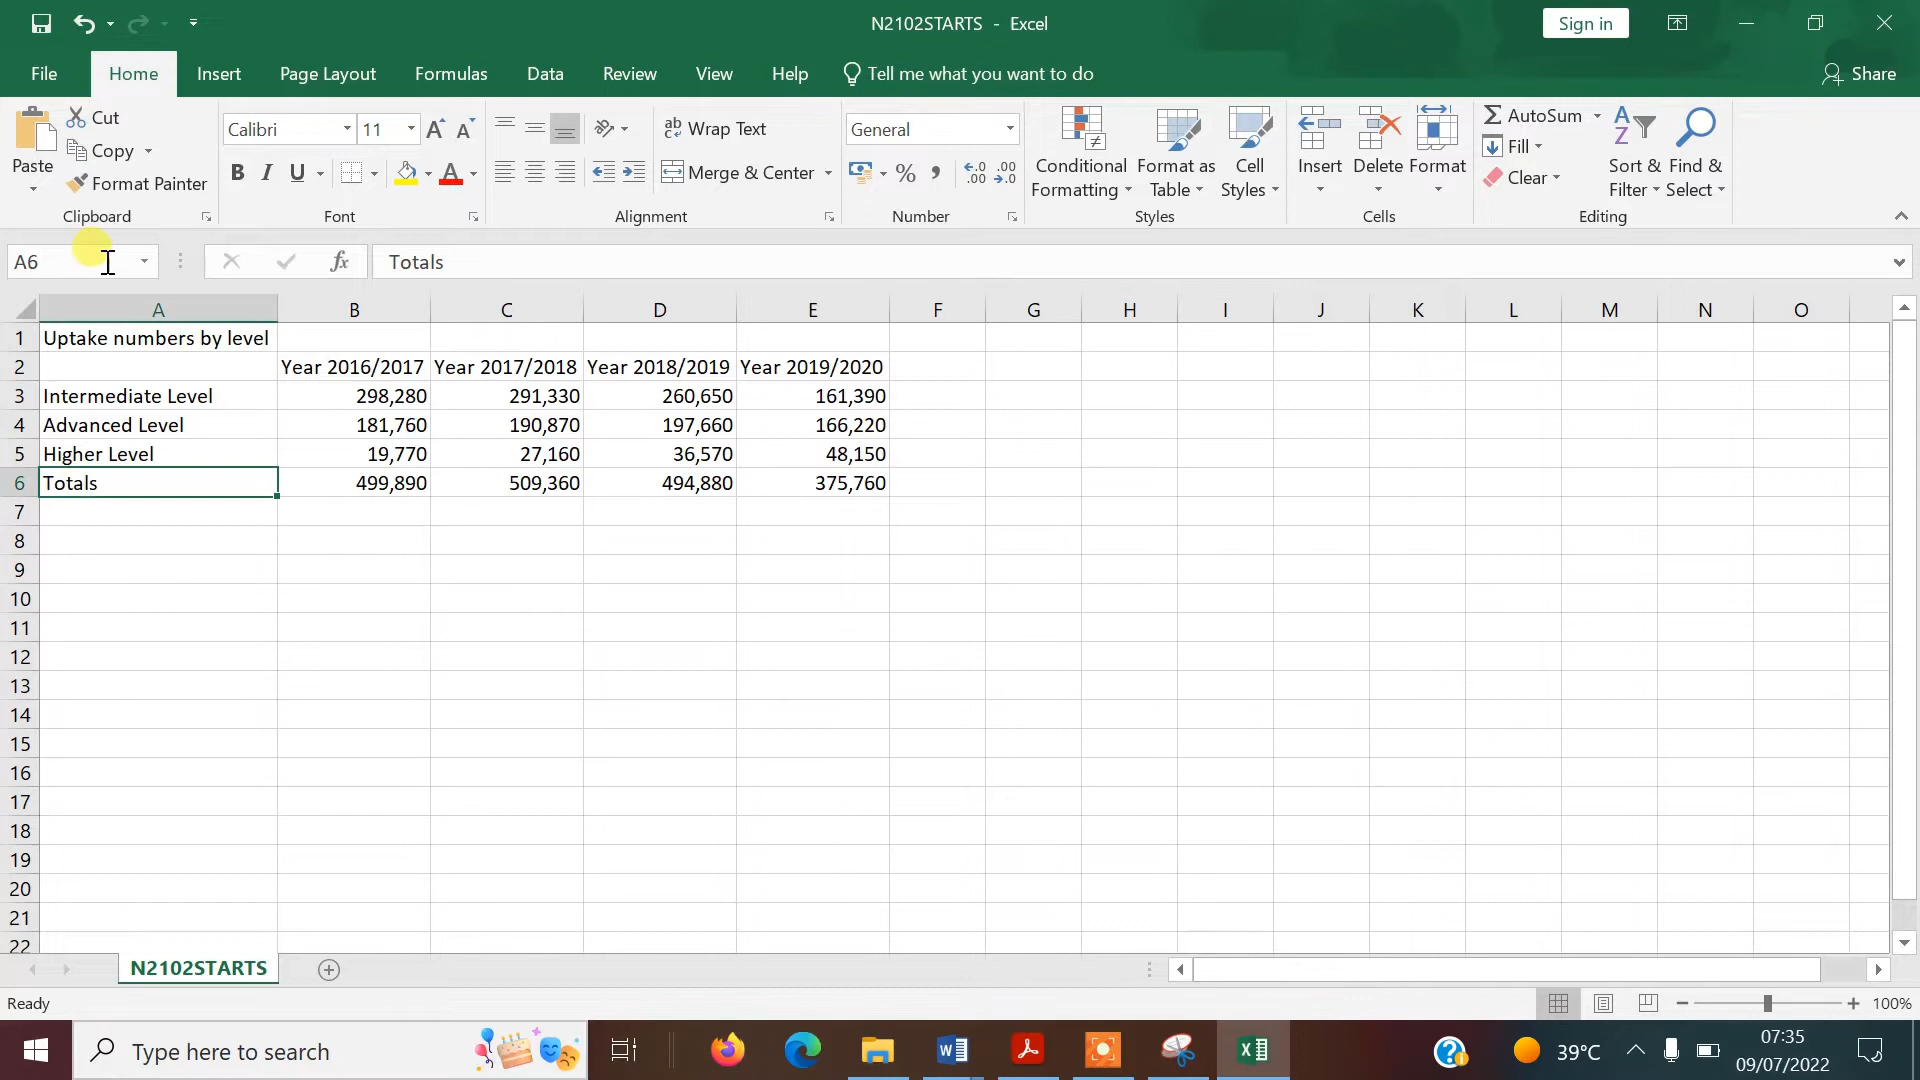 N2102STARTS - Excel
Sign in
File Home Insert Page Layout Formulas Data Review View Help Tell me what you want to do Share
Paste
Cut
Copy
Format Painter
Clipboard
Calibri 11
B I U A
Font
ab Wrap Text
Merge & Center
Alignment
General
% , .00 .00
Number
Conditional Formatting
Format as Table
Cell Styles
Styles
Insert Delete Format
Cells
AutoSum
Fill
Clear
Sort & Filter
Find & Select
Editing
A6 fx Totals
A B C D E F G H I J K L M N O
1 Uptake numbers by level
2 Year 2016/2017 Year 2017/2018 Year 2018/2019 Year 2019/2020
3 Intermediate Level 298,280 291,330 260,650 161,390
4 Advanced Level 181,760 190,870 197,660 166,220
5 Higher Level 19,770 27,160 36,570 48,150
6 Totals 499,890 509,360 494,880 375,760
7
8
9
10
11
12
13
14
15
16
17
18
19
20
21
22
N2102STARTS
Ready 100%
Type here to search 39°C 07:35
09/07/2022